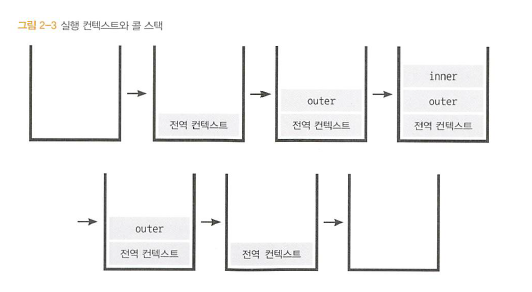 그림 2-3 실행 컨텍스트와 콜 스택
전역 컨텍스트
outer
전역 컨텍스트
inner
outer
전역 컨텍스트
outer
전역 컨텍스트
전역 컨텍스트